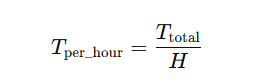 T_per_hour = T_total / H